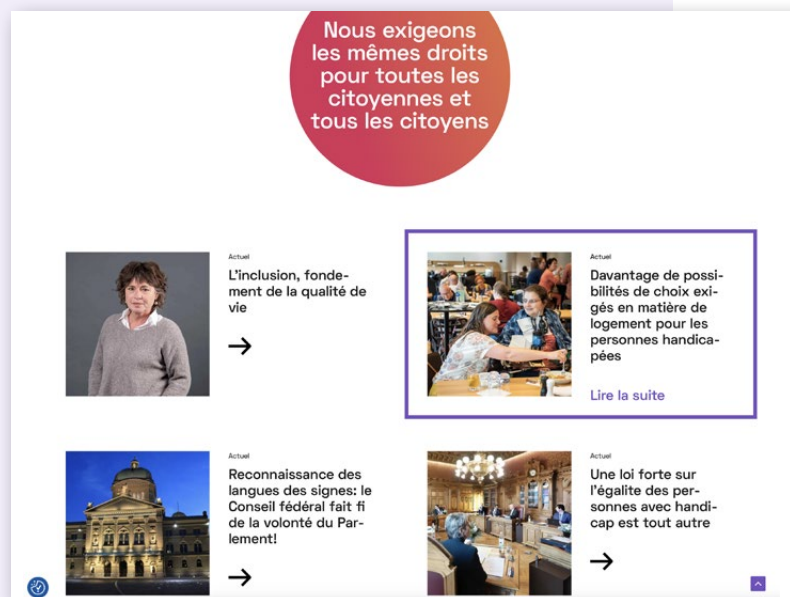 Nous exigeons
les mêmes droits
pour toutes les
citoyennes et
tous les citoyens
Actuel
L'inclusion, fonde-
ment de la qualité de
vie
Actuel
Davantage de possi-
bilités de choix exi-
gés en matière de
logement pour les
personnes handica-
pées
Lire la suite
Actuel
Reconnaissance des
langues des signes: le
Conseil fédéral fait fi
de la volonté du Par-
lement!
Actuel
Une loi forte sur
l'égalite des per-
sonnes avec handi-
cap est tout autre